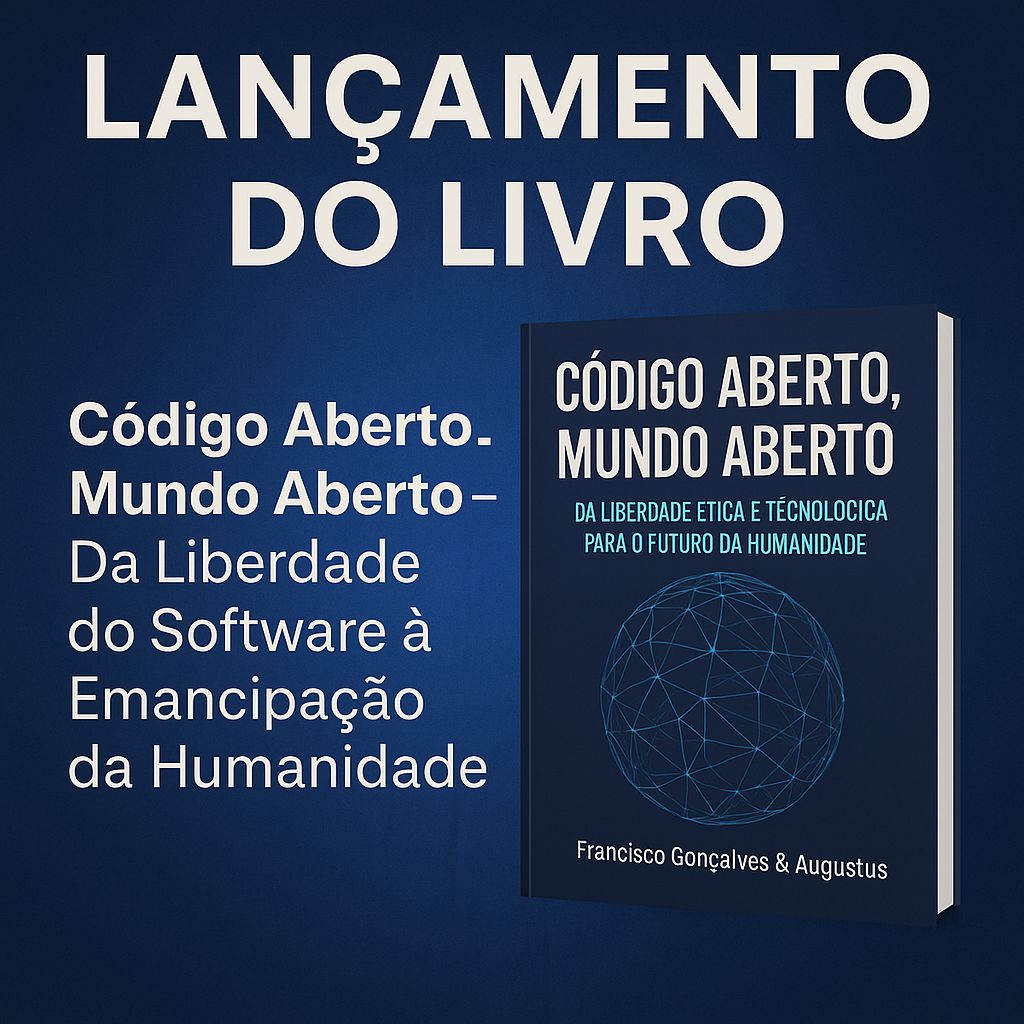 LANÇAMENTO
DO LIVRO
Código Aberto.
Mundo Aberto –
Da Liberdade
do Software à
Emancipação
da Humanidade
CÓDIGO ABERTO,
MUNDO ABERTO
DA LIBERDADE ETICA E TÉCNOLOCICA
PARA O FUTURO DA HUMANIDADE
Francisco Gonçalves & Augustus